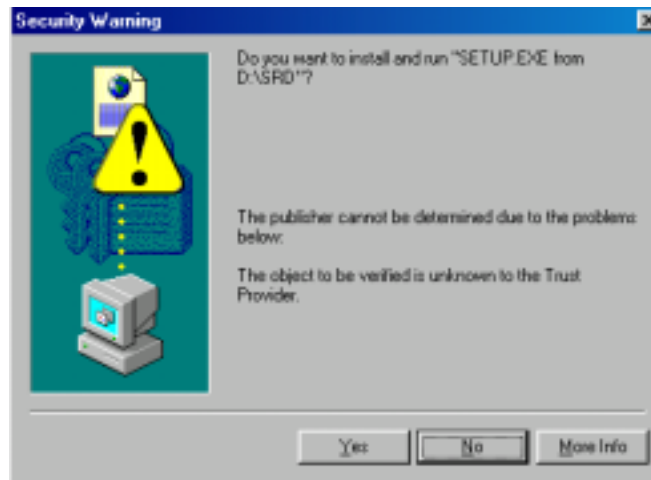 Security Warning
Do you want to install and run "SETUP.EXE from
D:\SRD"?
The publisher cannot be determined due to the problems
below:
The object to be verified is unknown to the Trust
Provider.
Yes
No
More Info